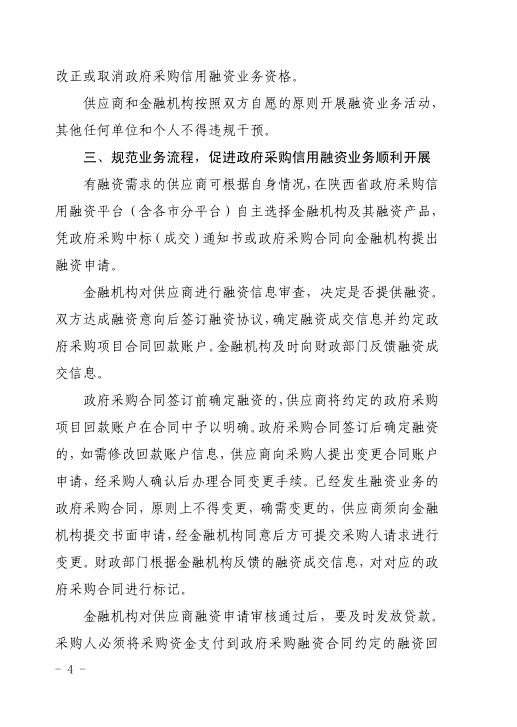 改正或取消政府采购信用融资业务资格。
供应商和金融机构按照双方自愿的原则开展融资业务活动，
其他任何单位和个人不得违规干预。
三、规范业务流程，促进政府采购信用融资业务顺利开展
有融资需求的供应商可根据自身情况，在陕西省政府采购信
用融资平台（含各市分平台）自主选择金融机构及其融资产品，
凭政府采购中标（成交）通知书或政府采购合同向金融机构提出
融资申请。
金融机构对供应商进行融资信息审查，决定是否提供融资。
双方达成融资意向后签订融资协议，确定融资成交信息并约定政
府采购项目合同回款账户。金融机构及时向财政部门反馈融资成
交信息。
政府采购合同签订前确定融资的，供应商将约定的政府采购
项目回款账户在合同中予以明确。政府采购合同签订后确定融资
的，如需修改回款账户信息，供应商向采购人提出变更合同账户
申请，经采购人确认后办理合同变更手续。已经发生融资业务的
政府采购合同，原则上不得变更，确需变更的，供应商须向金融
机构提交书面申请，经金融机构同意后方可提交采购人请求进行
变更。财政部门根据金融机构反馈的融资成交信息，对对应的政
府采购合同进行标记。
金融机构对供应商融资申请审核通过后，要及时发放贷款。
采购人必须将采购资金支付到政府采购融资合同约定的融资回
- 4 -